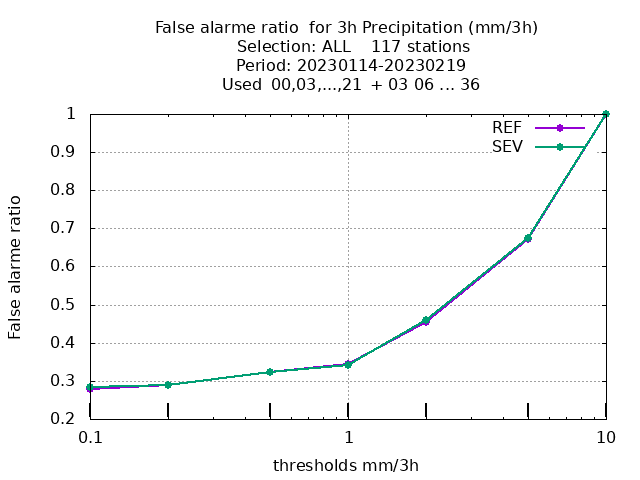 False alarme ratio  for 3h Precipitation (mm/3h)
Selection: ALL    117 stations
Period: 20230114-20230219
Used  00,03,...,21  + 03 06 ... 36
REF
SEV
1
0.9
0.8
0.7
0.6
0.5
0.4
0.3
0.2
False alarme ratio
0.1
1
10
thresholds mm/3h